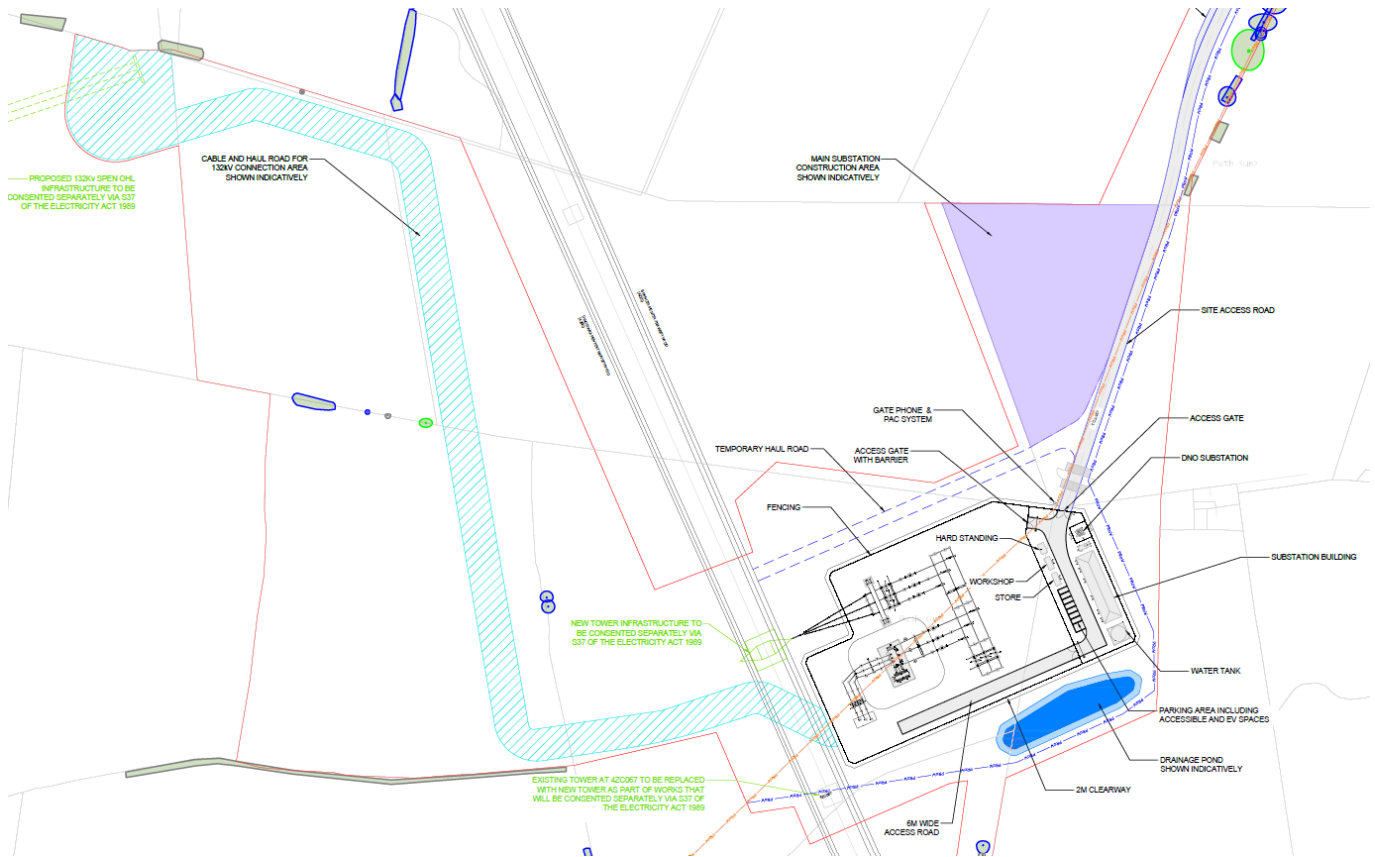 CABLE AND HAUL ROAD FOR
132kV CONNECTION AREA
SHOWN INDICATIVELY
MAIN SUBSTATION
CONSTRUCTION AREA
SHOWN INDICATIVELY
Path (um)
PROPOSED 132Kv SPEN OHL
INFRASTRUCTURE TO BE
CONSENTED SEPARATELY VIA S37
OF THE ELECTRICITY ACT 1989
SITE ACCESS ROAD
GATE PHONE &
PAC SYSTEM
ACCESS GATE
TEMPORARY HAUL ROAD
ACCESS GATE
WITH BARRIER
DNO SUBSTATION
FENCING
HARD STANDING
SUBSTATION BUILDING
WORKSHOP
STORE
NEW TOWER INFRASTRUCTURE TO
BE CONSENTED SEPARATELY VIA
S37 OF THE ELECTRICITY ACT 1989
WATER TANK
PARKING AREA INCLUDING
ACCESSIBLE AND EV SPACES
DRAINAGE POND
SHOWN INDICATIVELY
EXISTING TOWER AT 4ZC067 TO BE REPLACED
WITH NEW TOWER AS PART OF WORKS THAT
WILL BE CONSENTED SEPARATELY VIA S37 OF
THE ELECTRICITY ACT 1989
2M CLEARWAY
6M WIDE
ACCESS ROAD